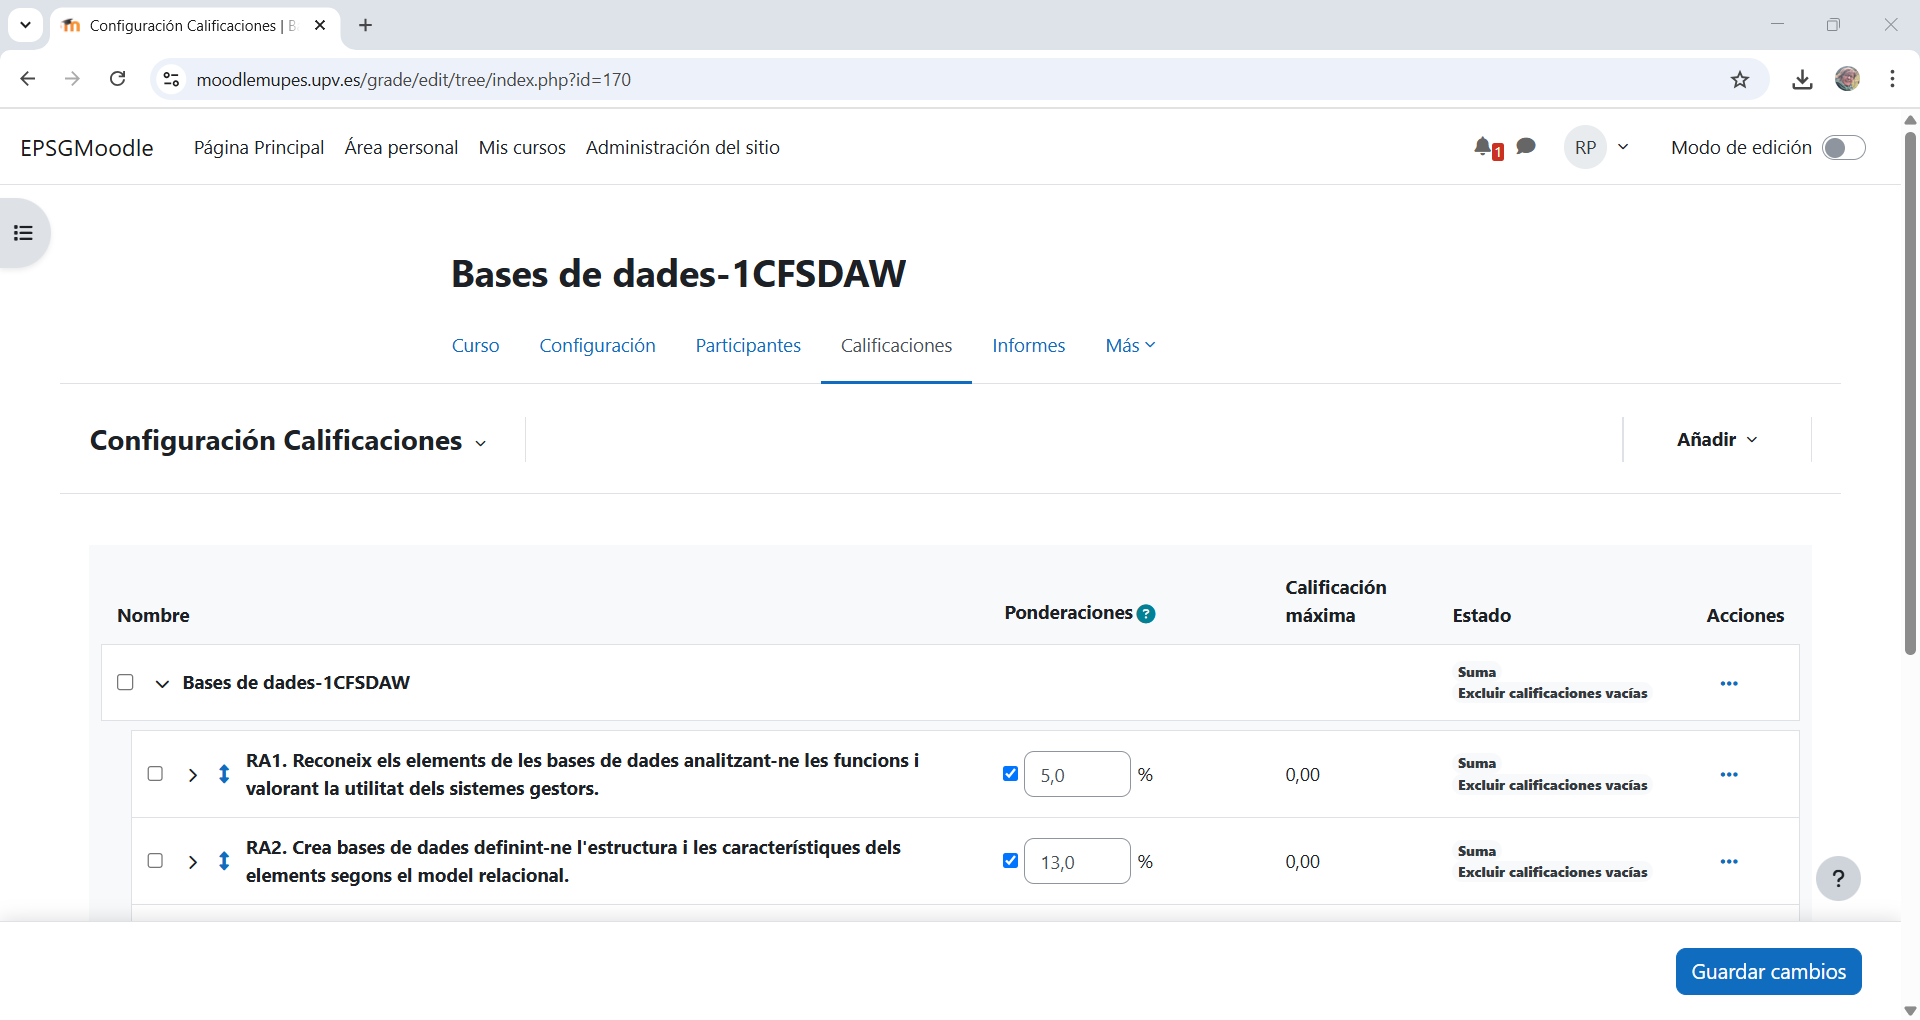 Configuración Calificaciones | B
moodlemupes.upv.es/grade/edit/tree/index.php?id=170
EPSGMoodle
Página Principal
Área personal
Mis cursos
Administración del sitio
1
RP
Modo de edición
Bases de dades-1CFSDAW
Curso
Configuración
Participantes
Calificaciones
Informes
Más
Configuración Calificaciones
Añadir
Nombre
Ponderaciones ?
Calificación
máxima
Estado
Acciones
Bases de dades-1CFSDAW
Suma
Excluir calificaciones vacías
RA1. Reconeix els elements de les bases de dades analitzant-ne les funcions i
valorant la utilitat dels sistemes gestors.
5,0 %
0,00
Suma
Excluir calificaciones vacías
RA2. Crea bases de dades definint-ne l'estructura i les característiques dels
elements segons el model relacional.
13,0 %
0,00
Suma
Excluir calificaciones vacías
?
Guardar cambios